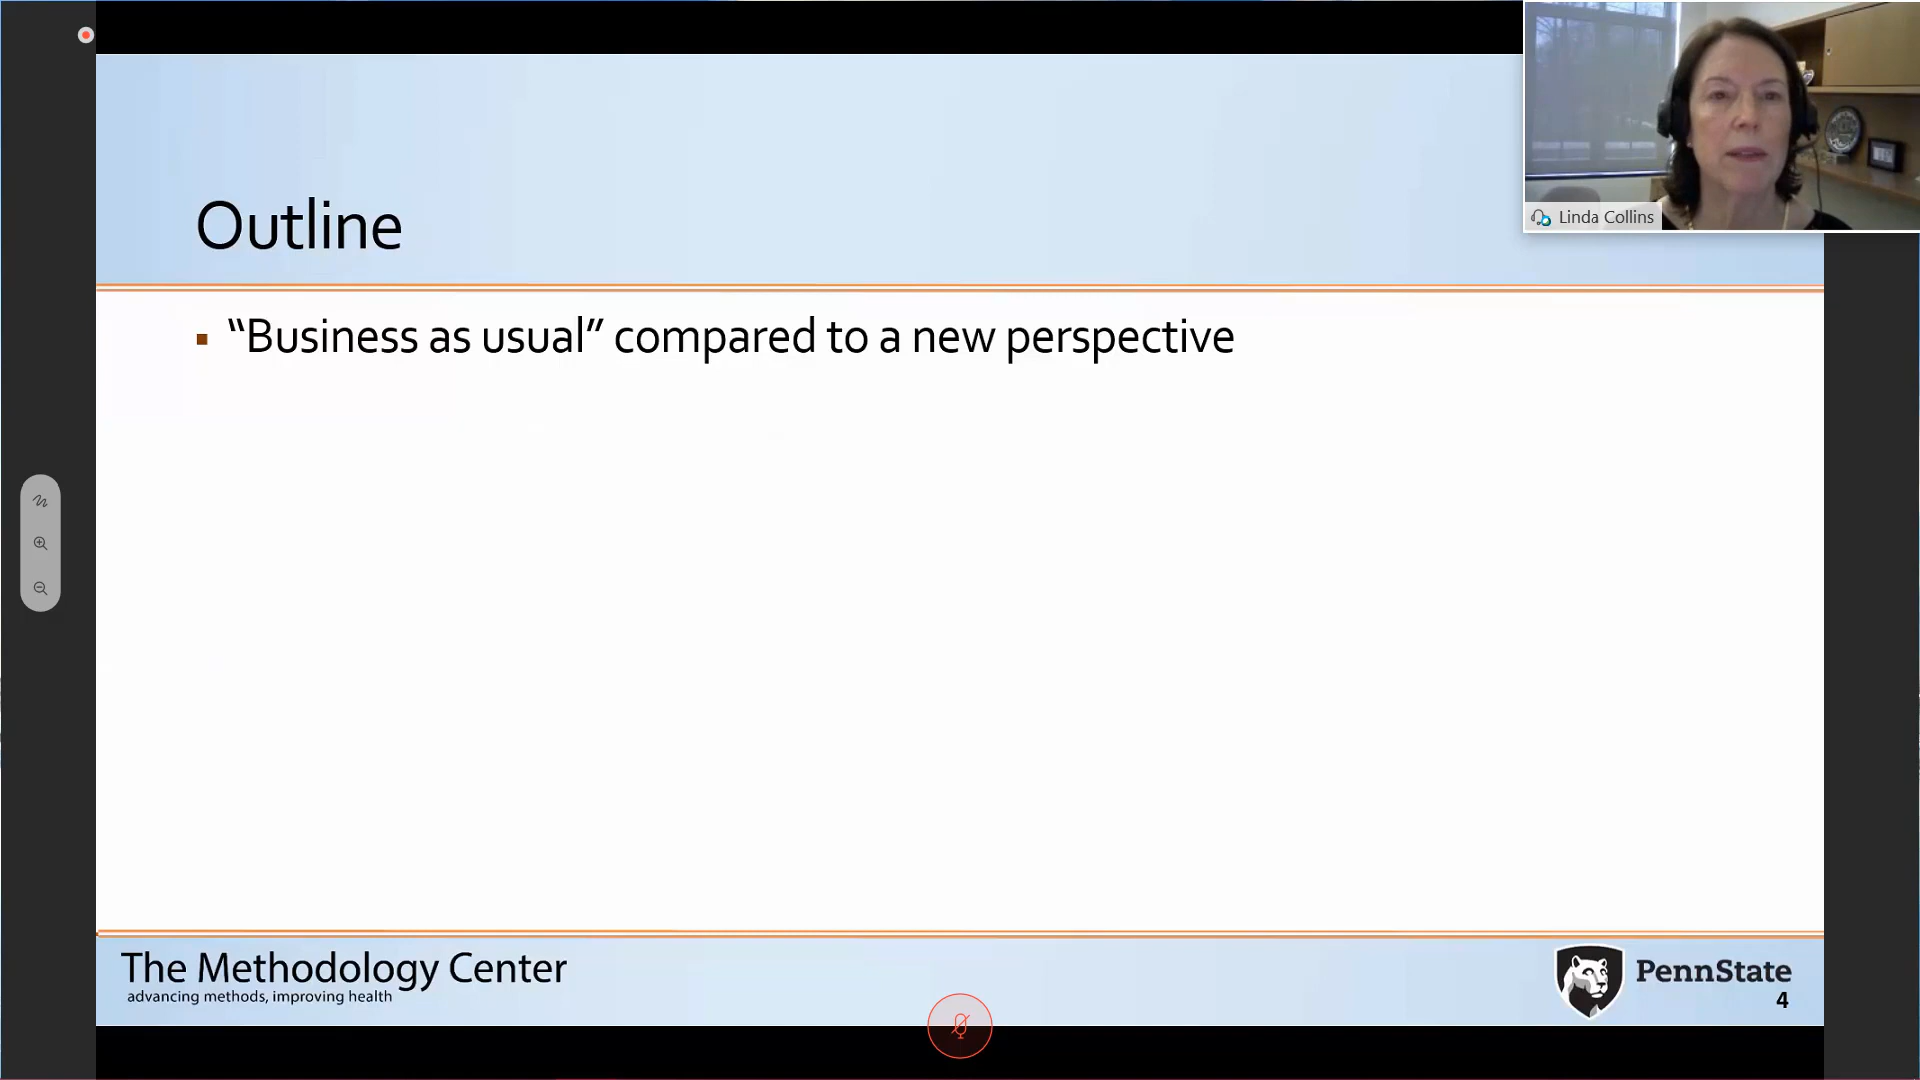 Linda Collins
Outline
▪ “Business as usual” compared to a new perspective
The Methodology Center
advancing methods, improving health
PennState
4